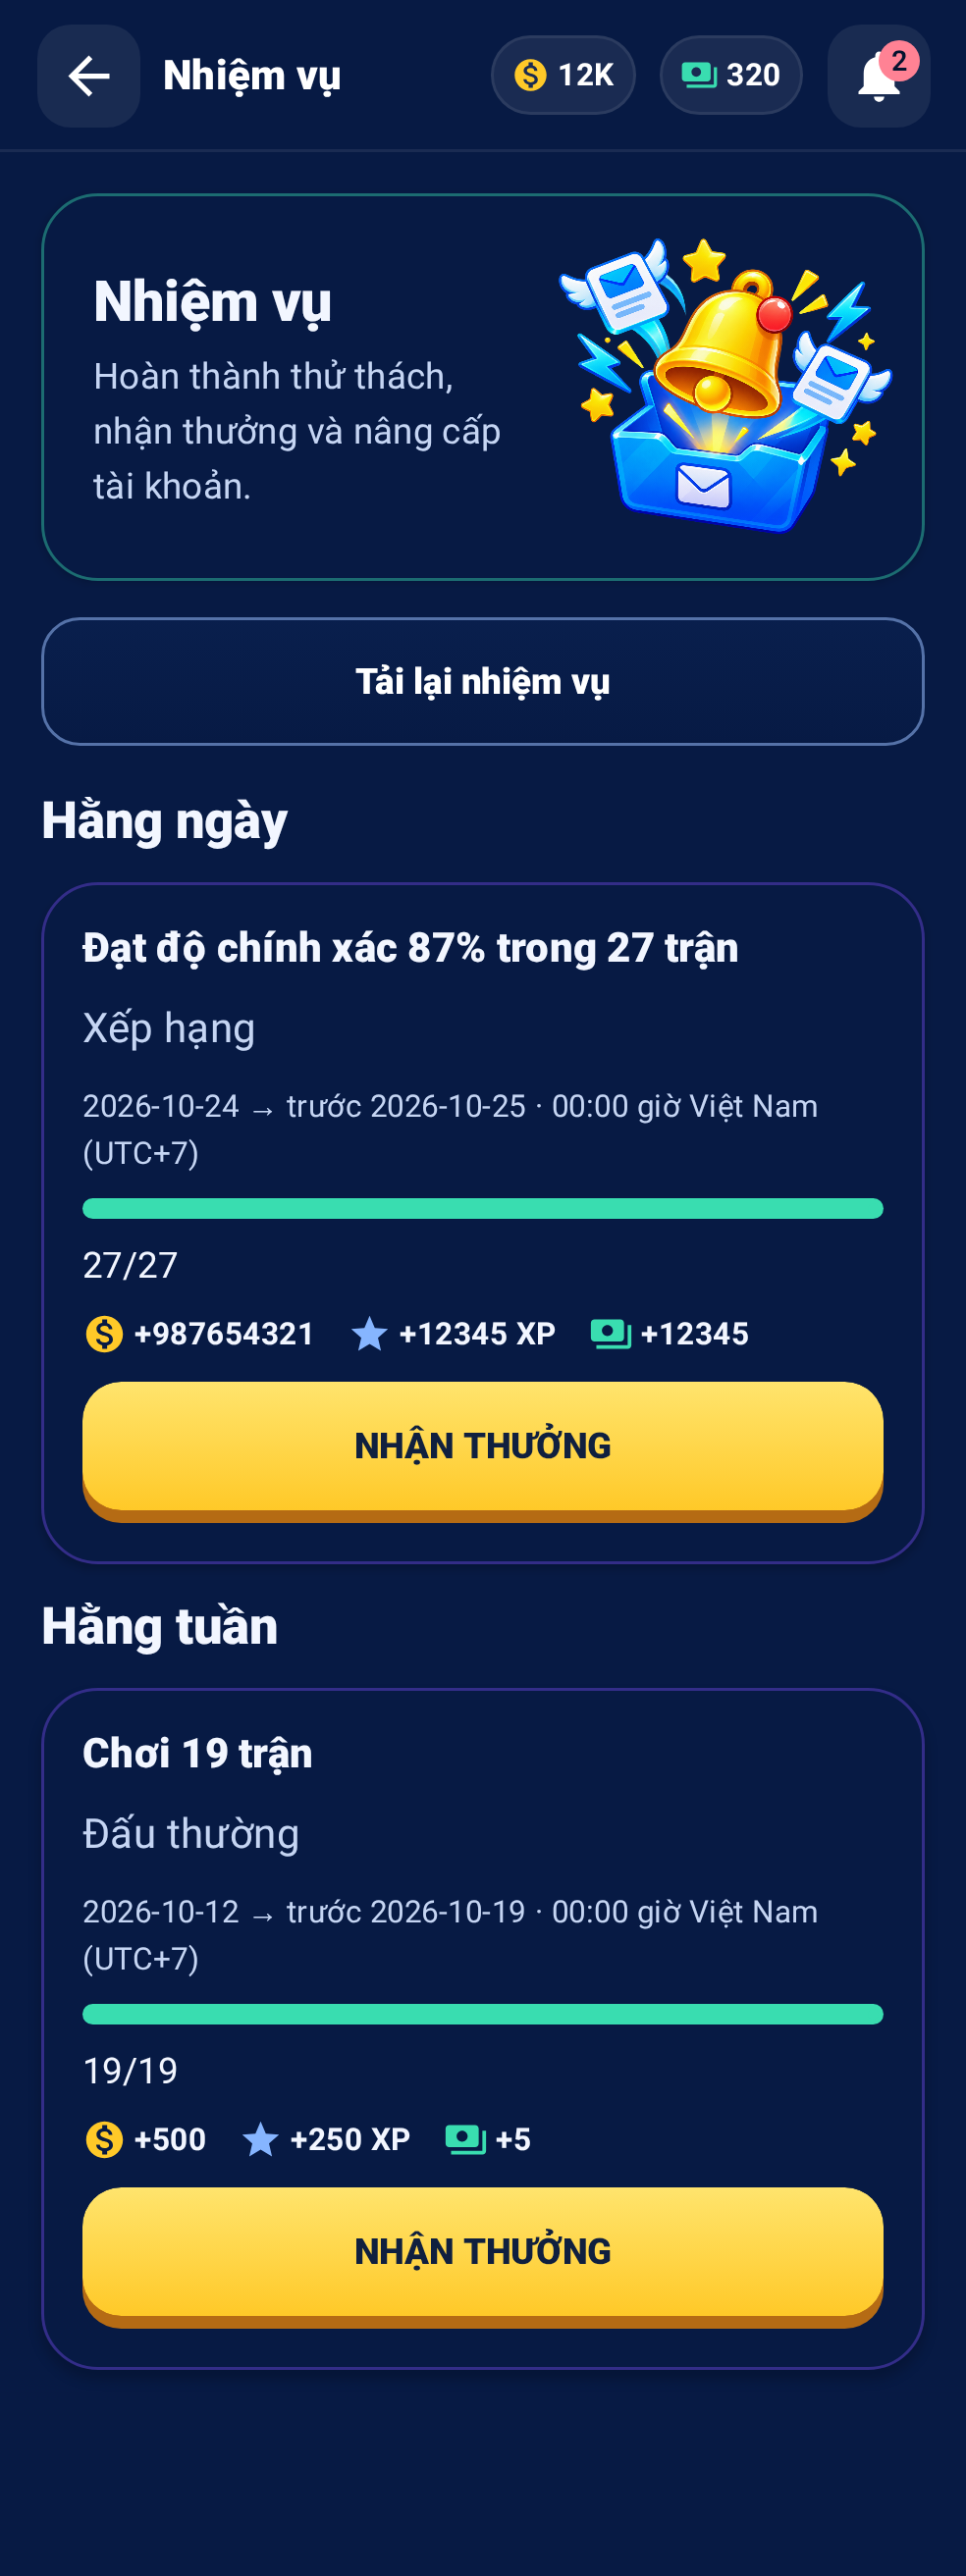 Nhiệm vụ
12K
320
2
Nhiệm vụ
Hoàn thành thử thách,
nhận thưởng và nâng cấp
tài khoản.
Tải lại nhiệm vụ
Hằng ngày
Đạt độ chính xác 87% trong 27 trận
Xếp hạng
2026-10-24 → trước 2026-10-25 · 00:00 giờ Việt Nam
(UTC+7)
27/27
+987654321 +12345 XP +12345
NHẬN THƯỞNG
Hằng tuần
Chơi 19 trận
Đấu thường
2026-10-12 → trước 2026-10-19 · 00:00 giờ Việt Nam
(UTC+7)
19/19
+500 +250 XP +5
NHẬN THƯỞNG